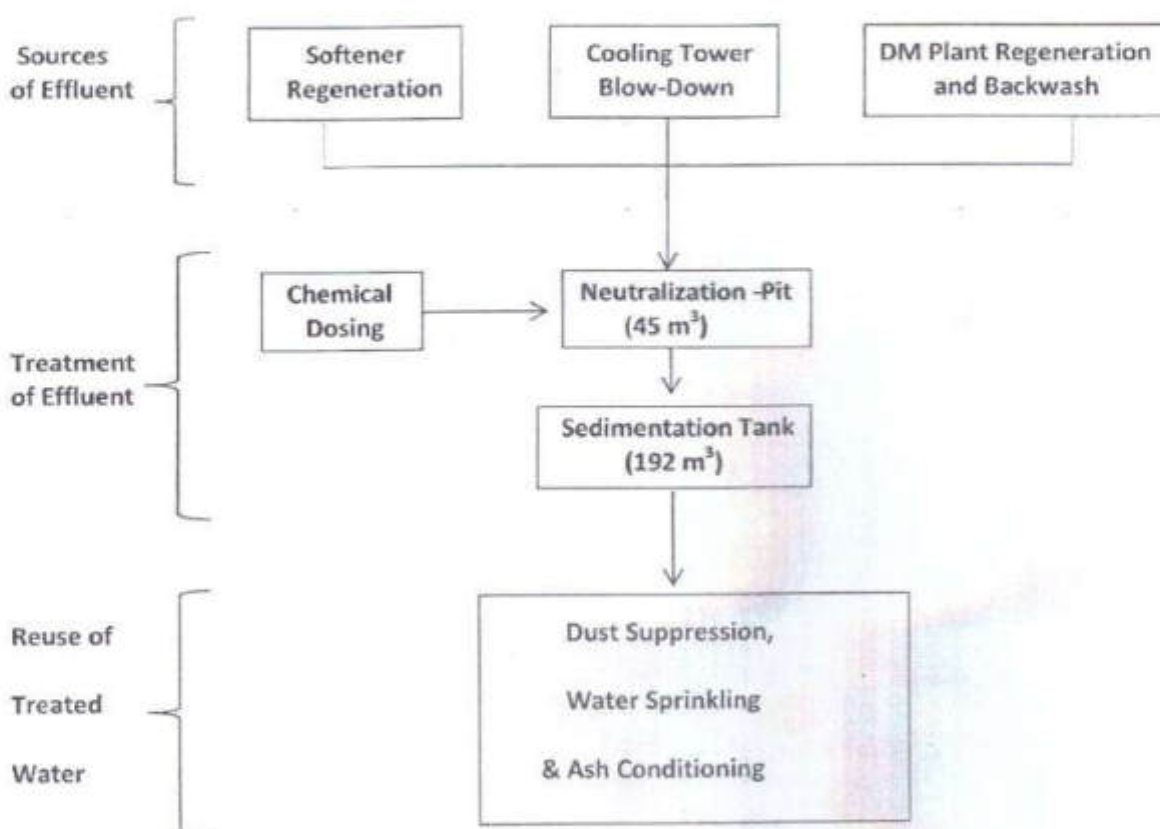 Sources
of Effluent
Softener
Regeneration
Cooling Tower
Blow-Down
DM Plant Regeneration
and Backwash
Treatment
of Effluent
Chemical
Dosing
Neutralization -Pit
(45 m³)
Sedimentation Tank
(192 m³)
Reuse of
Treated
Water
Dust Suppression,
Water Sprinkling
& Ash Conditioning